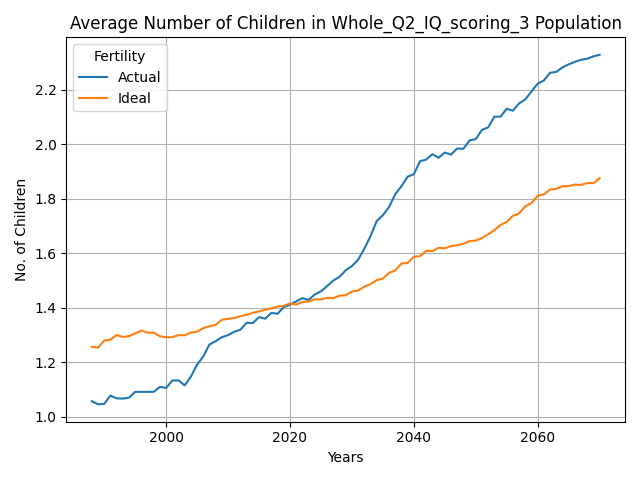 Average Number of Children in Whole_Q2_IQ_scoring_3 Population
Fertility
Actual
Ideal
No. of Children
2.2
2.0
1.8
1.6
1.4
1.2
1.0
2000 2020 2040 2060
Years